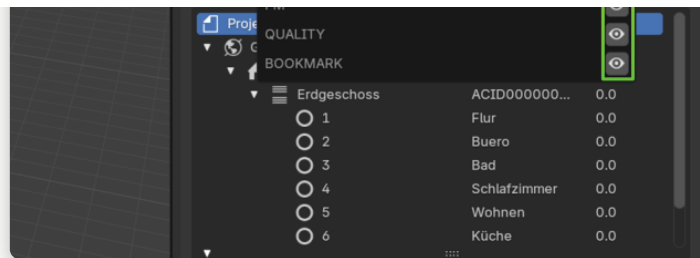 Proje
QUALITY
BOOKMARK
Erdgeschoss ACID000000... 0.0
1 Flur 0.0
2 Buero 0.0
3 Bad 0.0
4 Schlafzimmer 0.0
5 Wohnen 0.0
6 Küche 0.0